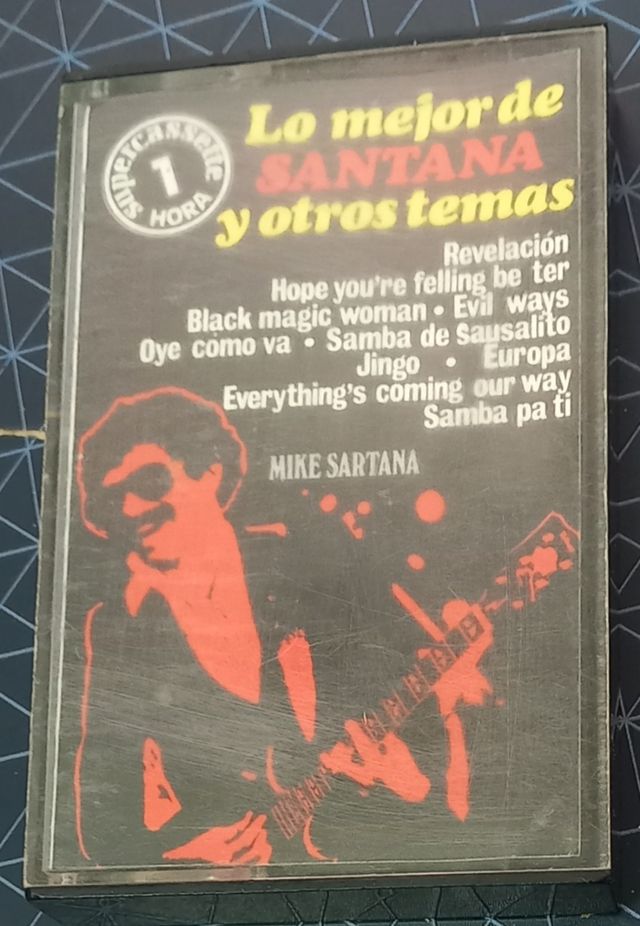 supercassette
1
HORA
Lo mejor de
SANTANA
y otros temas
Revelación
Hope you're felling be ter
Black magic woman • Evil ways
Oye como va • Samba de Sausalito
Jingo • Europa
Everything's coming our way
Samba pa ti
MIKE SARTANA